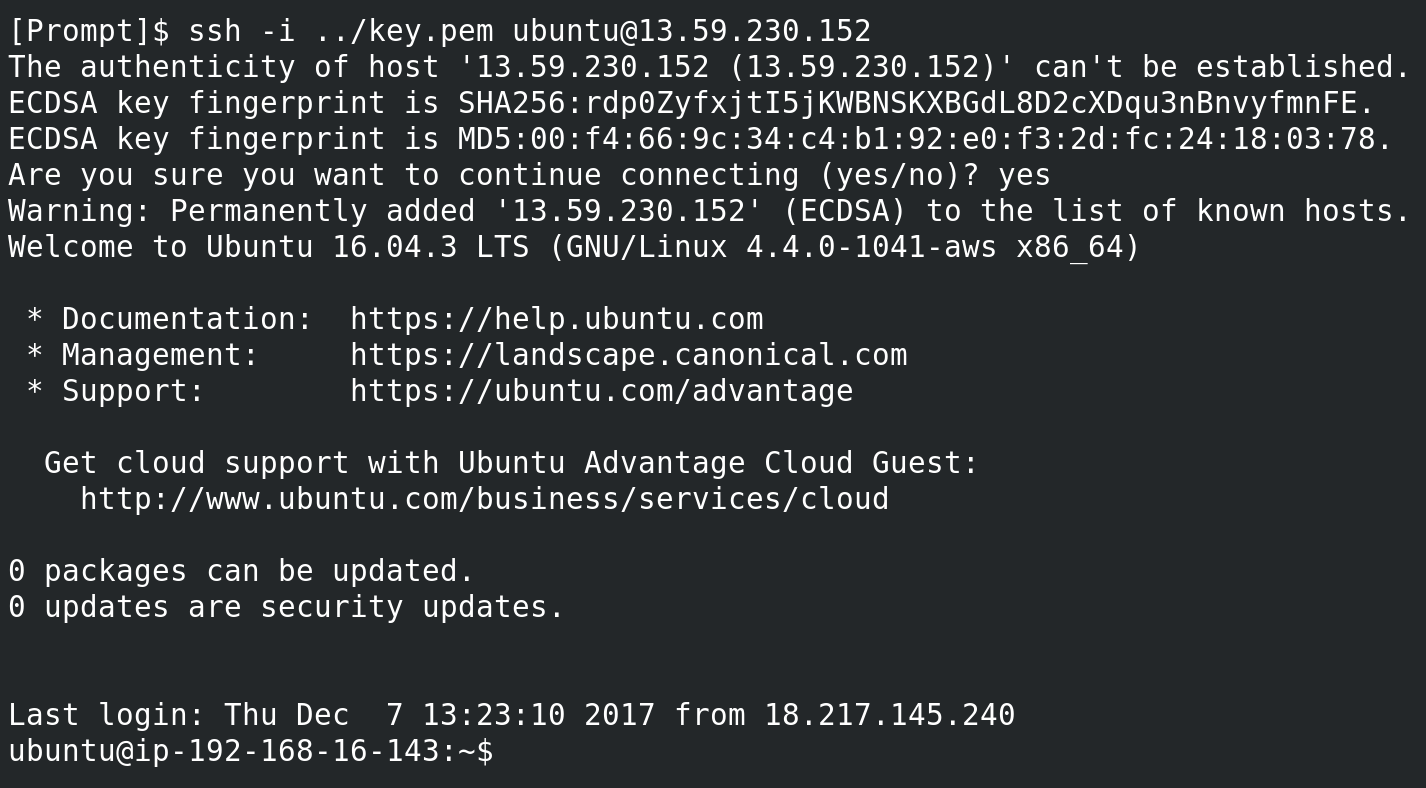 [Prompt]$ ssh -i ../key.pem ubuntu@13.59.230.152
The authenticity of host '13.59.230.152 (13.59.230.152)' can't be established.
ECDSA key fingerprint is SHA256:rdp0ZyfxjtI5jKWBNSKXBGdL8D2cXDqu3nBnvyfmnFE.
ECDSA key fingerprint is MD5:00:f4:66:9c:34:c4:b1:92:e0:f3:2d:fc:24:18:03:78.
Are you sure you want to continue connecting (yes/no)? yes
Warning: Permanently added '13.59.230.152' (ECDSA) to the list of known hosts.
Welcome to Ubuntu 16.04.3 LTS (GNU/Linux 4.4.0-1041-aws x86_64)

 * Documentation:  https://help.ubuntu.com
 * Management:     https://landscape.canonical.com
 * Support:        https://ubuntu.com/advantage

  Get cloud support with Ubuntu Advantage Cloud Guest:
    http://www.ubuntu.com/business/services/cloud

0 packages can be updated.
0 updates are security updates.


Last login: Thu Dec  7 13:23:10 2017 from 18.217.145.240
ubuntu@ip-192-168-16-143:~$